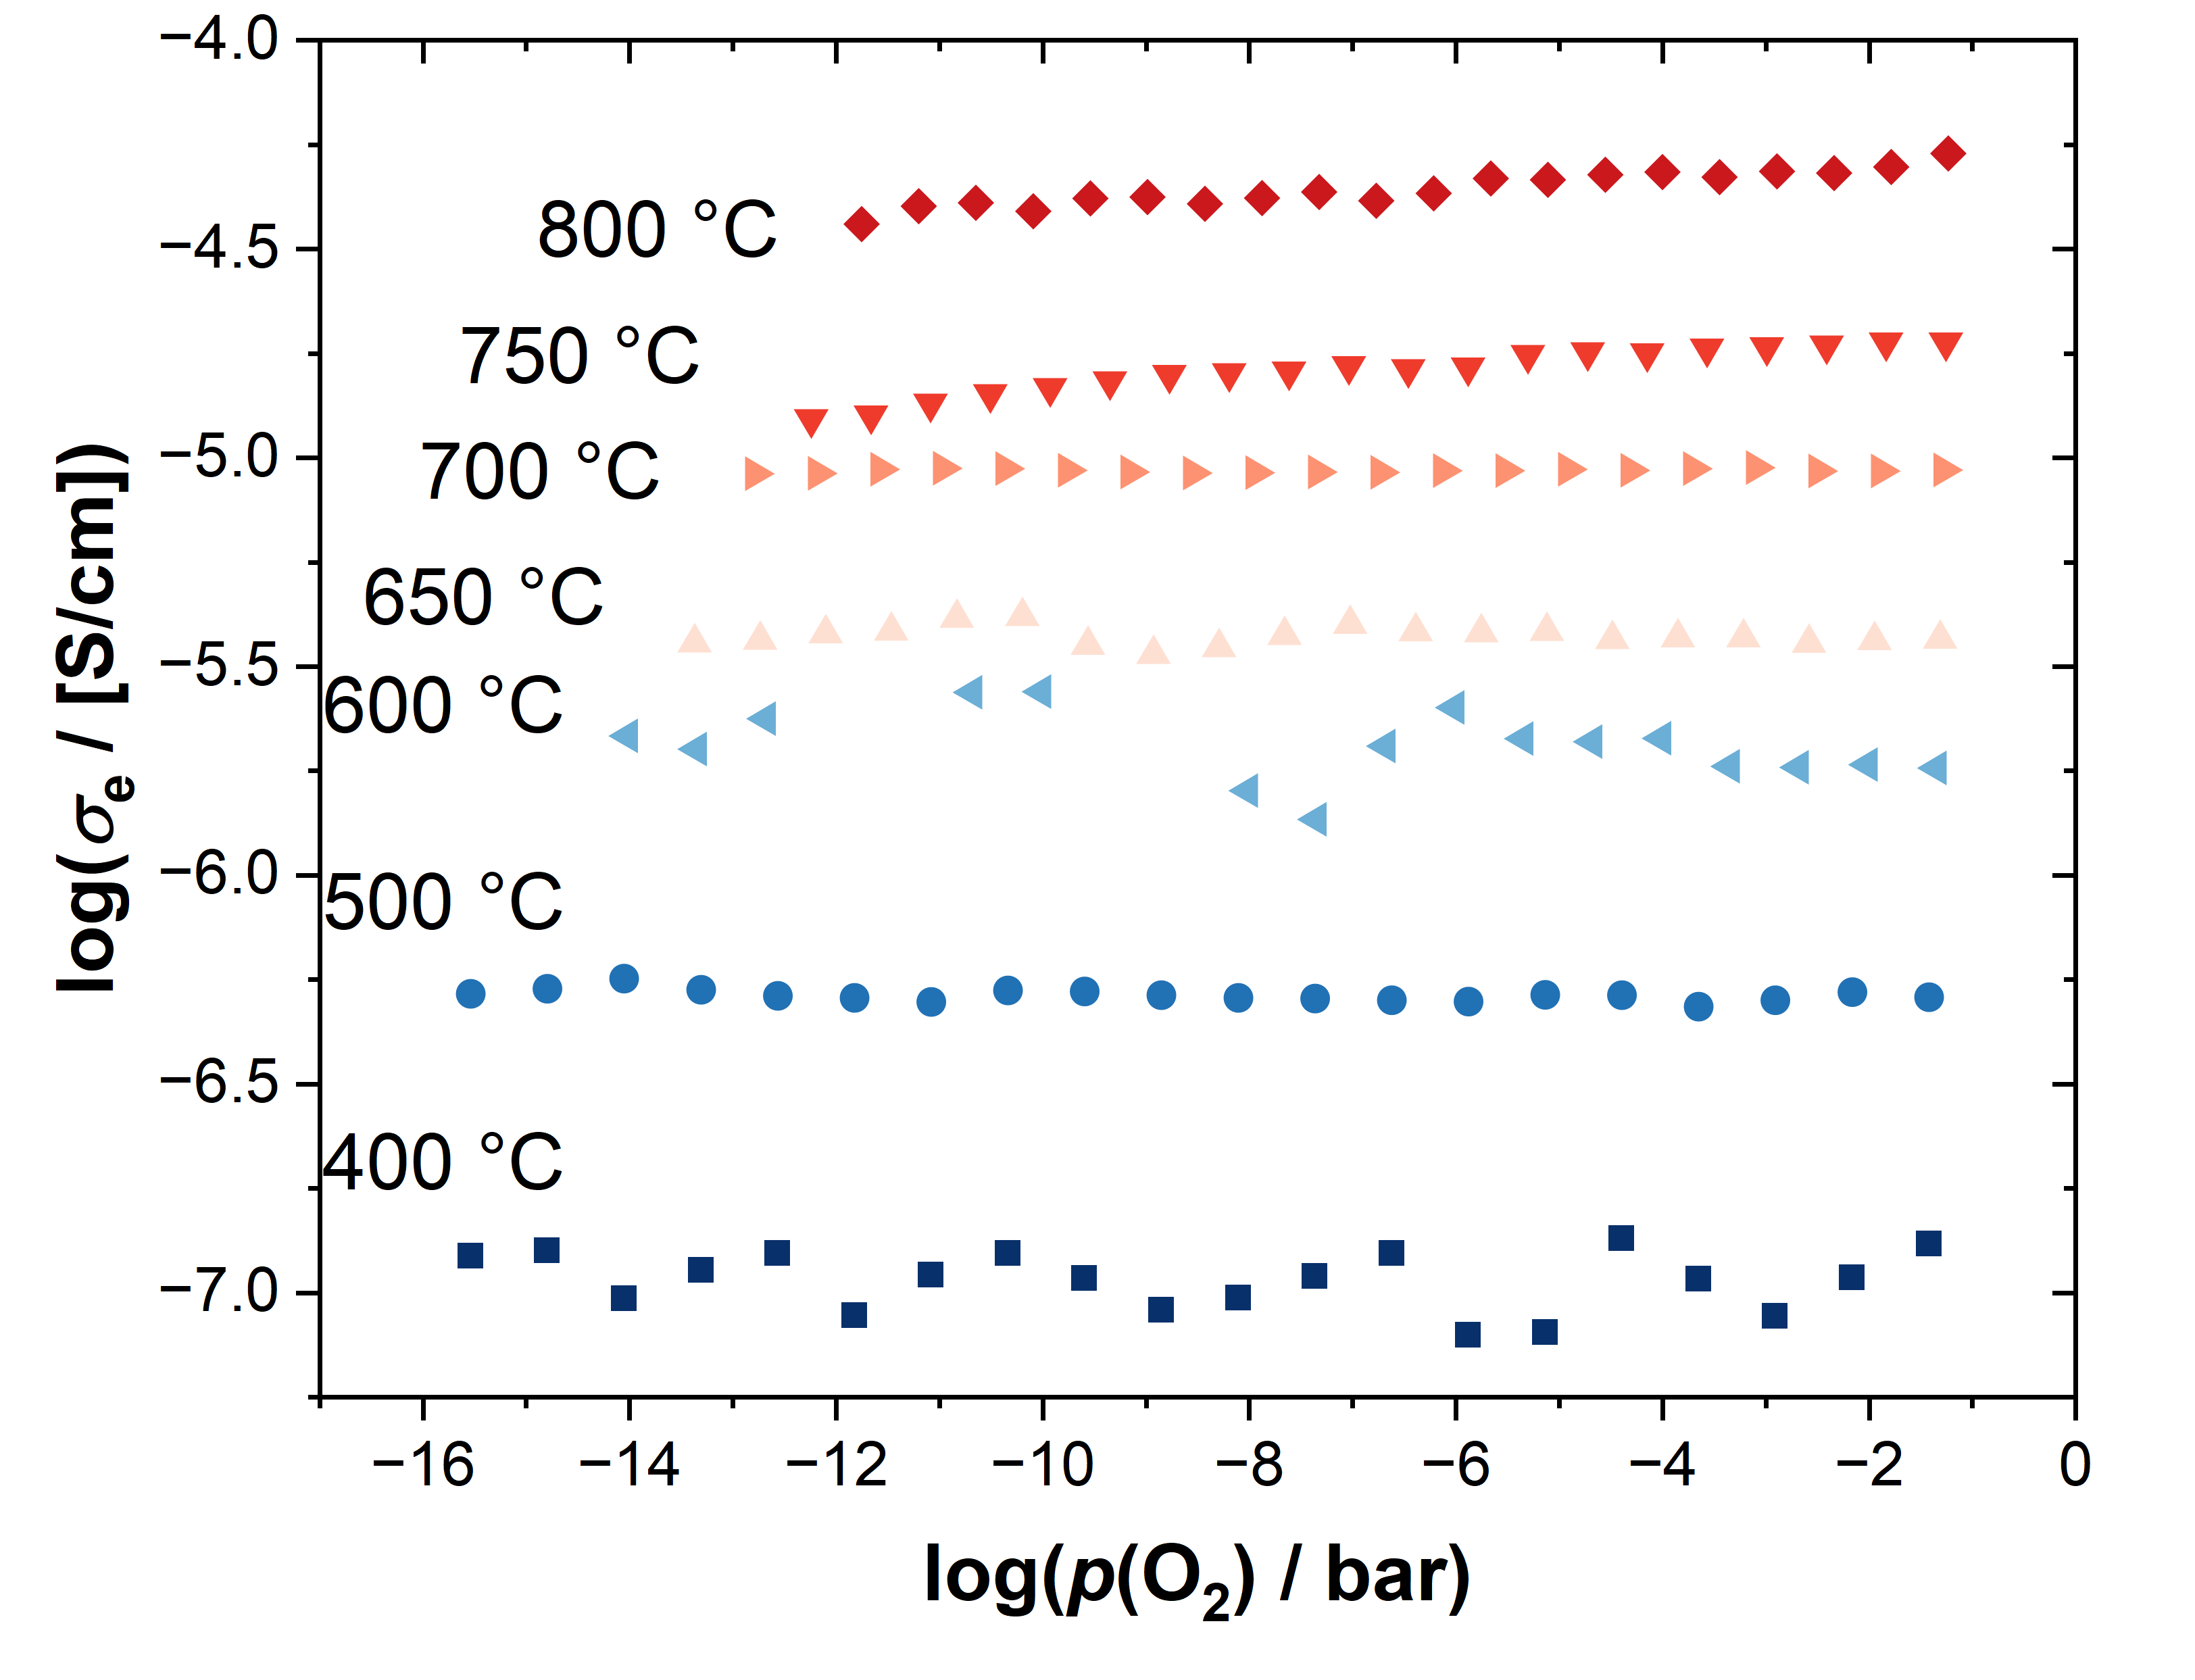 −4.0
−4.5
−5.0
−5.5
−6.0
−6.5
−7.0
log(σe / [S/cm])
800 °C
750 °C
700 °C
650 °C
600 °C
500 °C
400 °C
−16 −14 −12 −10 −8 −6 −4 −2 0
log(p(O2) / bar)